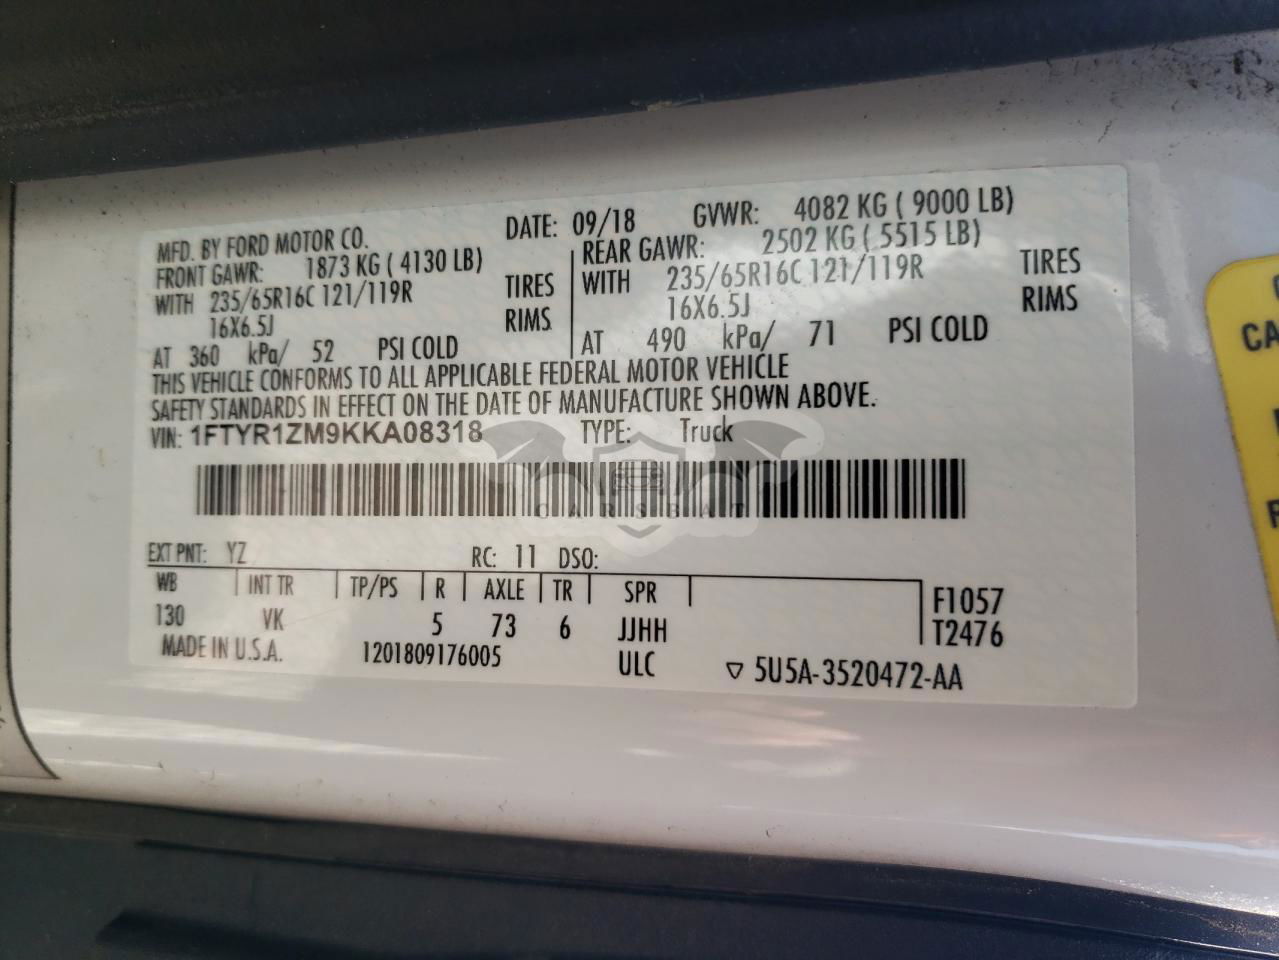 MFD. BY FORD MOTOR CO. DATE: 09/18 GVWR: 4082 KG ( 9000 LB)
FRONT GAWR: 1873 KG ( 4130 LB) REAR GAWR: 2502 KG ( 5515 LB)
WITH 235/65R16C 121/119R TIRES WITH 235/65R16C 121/119R TIRES
16X6.5J RIMS 16X6.5J RIMS
AT 360 kPa/ 52 PSI COLD AT 490 kPa/ 71 PSI COLD
THIS VEHICLE CONFORMS TO ALL APPLICABLE FEDERAL MOTOR VEHICLE
SAFETY STANDARDS IN EFFECT ON THE DATE OF MANUFACTURE SHOWN ABOVE.
VIN: 1FTYR1ZM9KKA08318 TYPE: Truck
CARSBAT
EXT PNT: YZ RC: 11 DSO:
WB INT TR TP/PS R AXLE TR SPR F1057
130 VK 5 73 6 JJHH T2476
MADE IN U.S.A. 1201809176005 ULC ▽ 5U5A-3520472-AA
CA